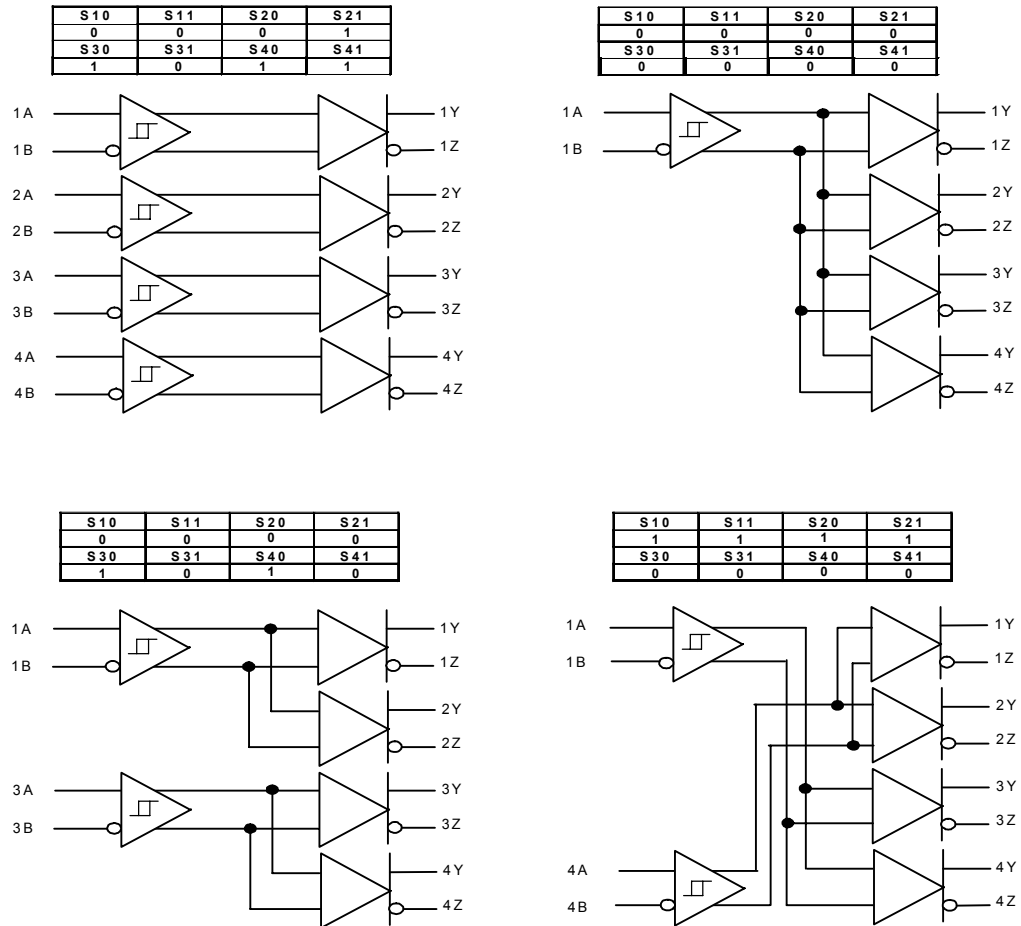 S10 S11 S20 S21
0 0 0 1
S30 S31 S40 S41
1 0 1 1
1A 1Y
1B 1Z
2A 2Y
2B 2Z
3A 3Y
3B 3Z
4A 4Y
4B 4Z
S10 S11 S20 S21
0 0 0 0
S30 S31 S40 S41
0 0 0 0
1A 1Y
1B 1Z
2Y
2Z
3Y
3Z
4Y
4Z
S10 S11 S20 S21
0 0 0 0
S30 S31 S40 S41
1 0 1 0
1A 1Y
1B 1Z
2Y
2Z
3A 3Y
3B 3Z
4Y
4Z
S10 S11 S20 S21
1 1 1 1
S30 S31 S40 S41
0 0 0 0
1A 1Y
1B 1Z
2Y
2Z
3Y
3Z
4A 4Y
4B 4Z